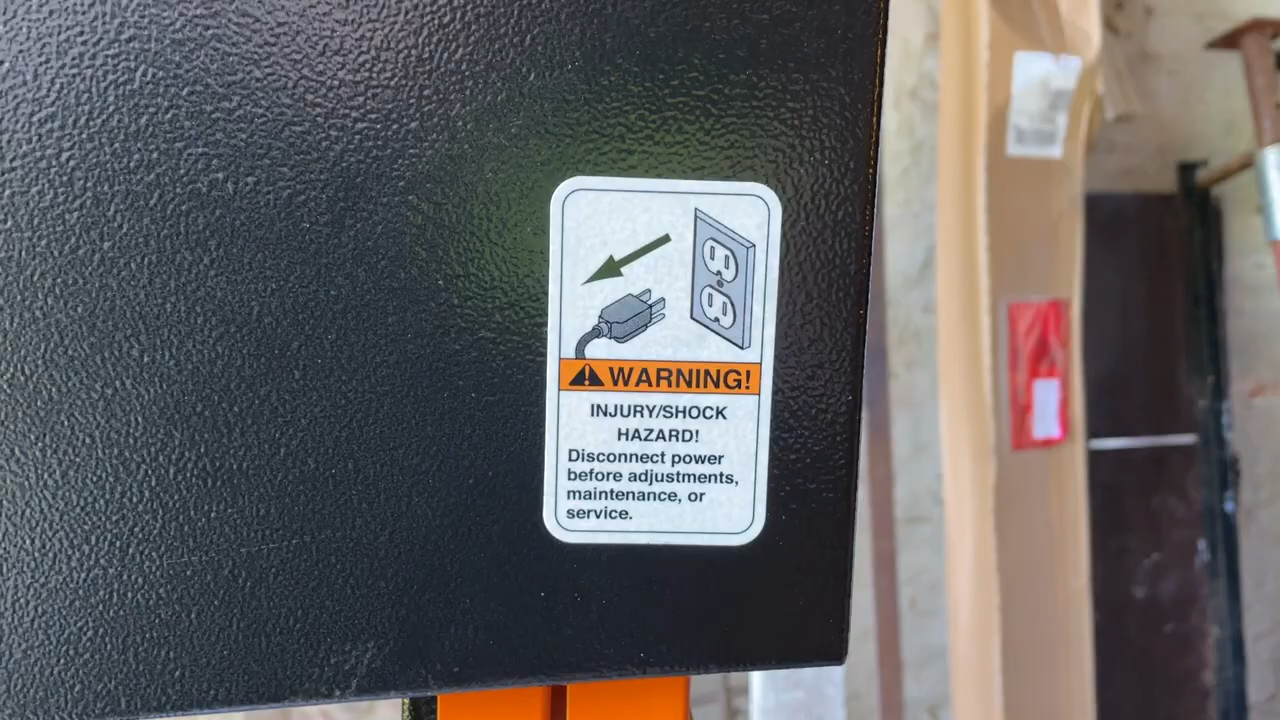 WARNING!
INJURY/SHOCK
HAZARD!
Disconnect power
before adjustments,
maintenance, or
service.